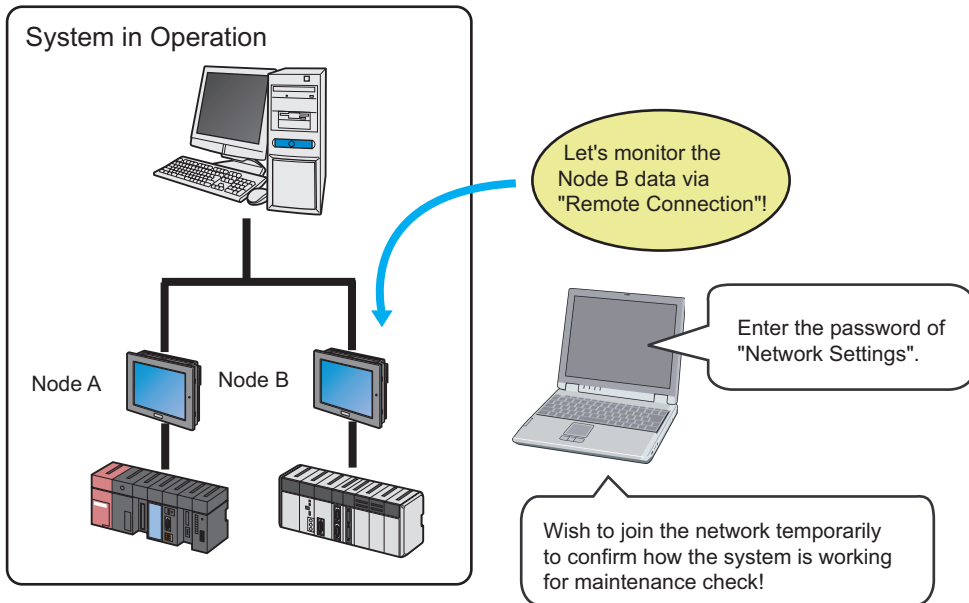 System in Operation
Let's monitor the
Node B data via
"Remote Connection"!
Enter the password of
"Network Settings".
Node A
Node B
Wish to join the network temporarily
to confirm how the system is working
for maintenance check!